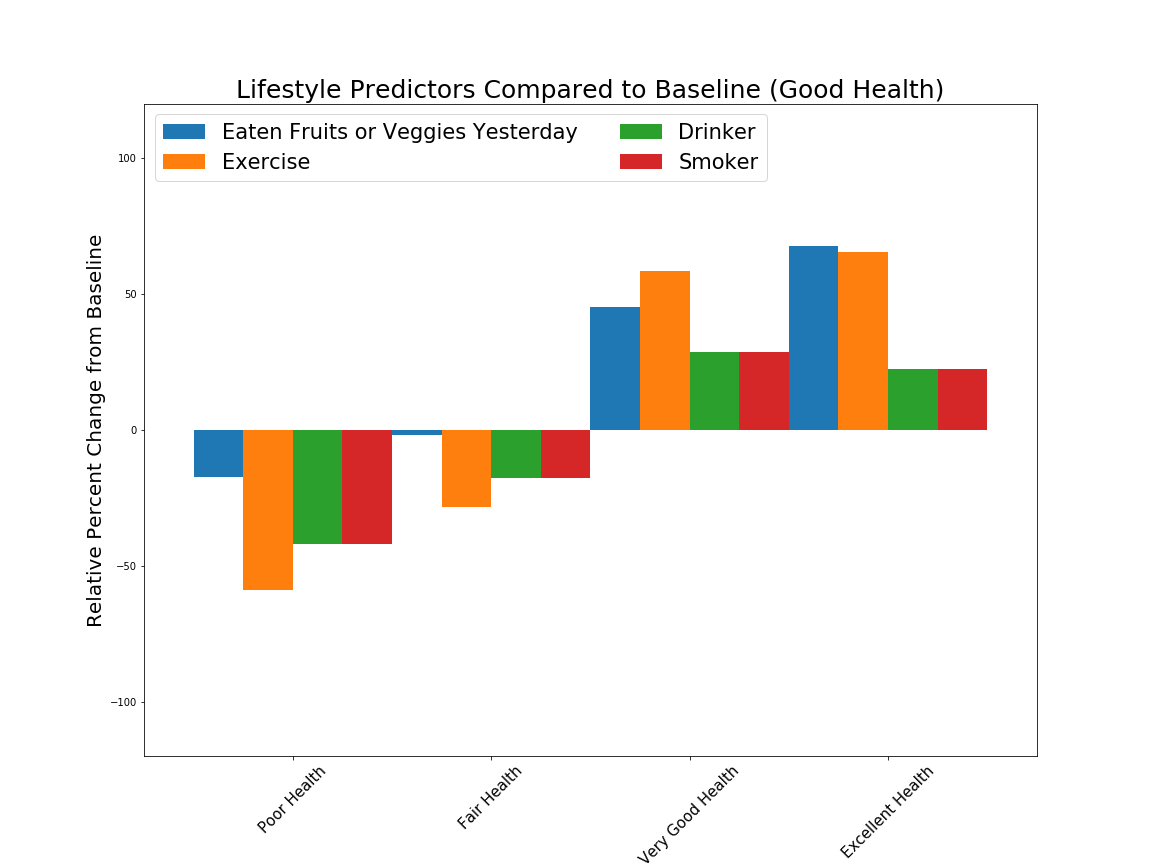 Lifestyle Predictors Compared to Baseline (Good Health)
Eaten Fruits or Veggies Yesterday
Exercise
Drinker
Smoker
Relative Percent Change from Baseline
100
50
0
−50
−100
Poor Health
Fair Health
Very Good Health
Excellent Health